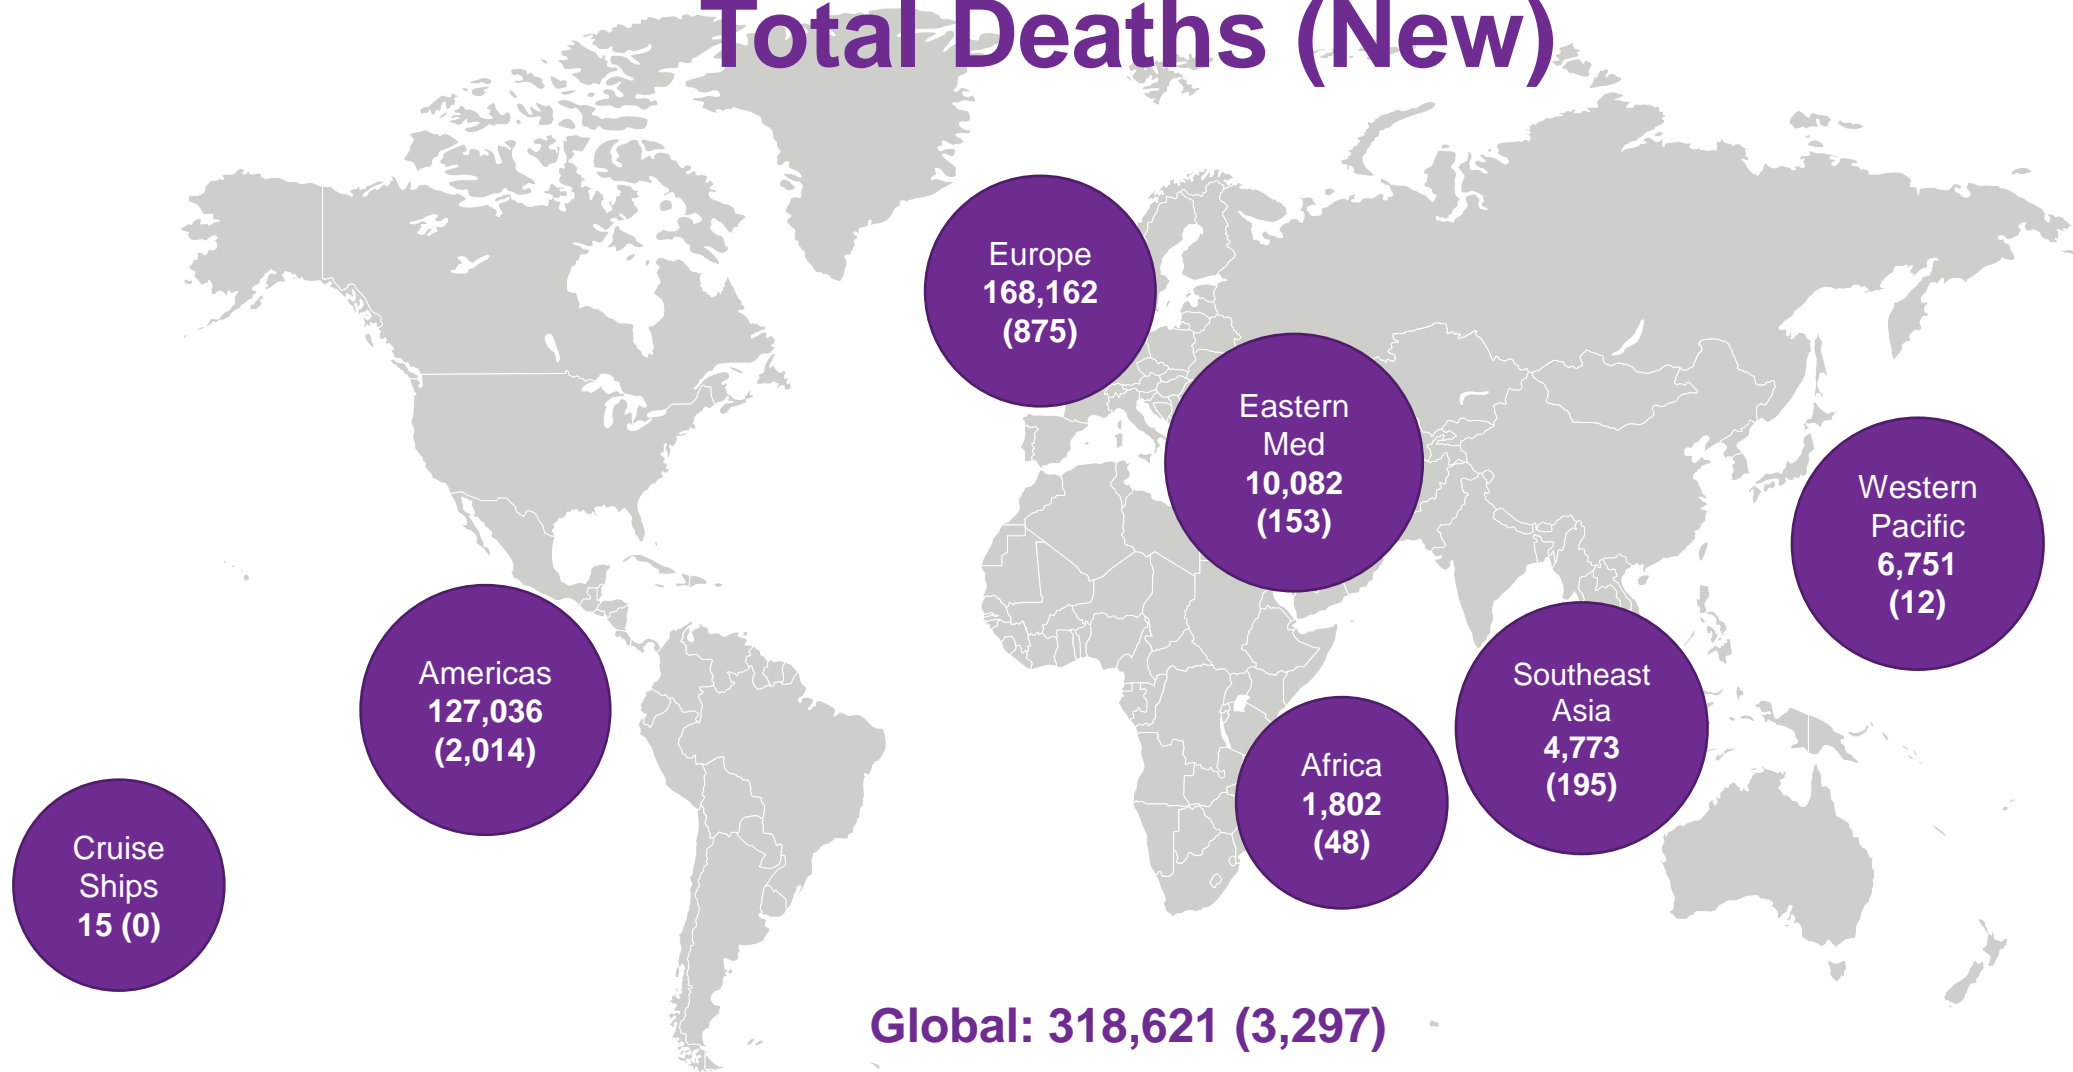 Total Deaths (New)
Europe
168,162
(875)
Eastern
Med
10,082
(153)
Western
Pacific
6,751
(12)
Americas
127,036
(2,014)
Southeast
Asia
4,773
(195)
Africa
1,802
(48)
Cruise
Ships
15 (0)
Global: 318,621 (3,297)